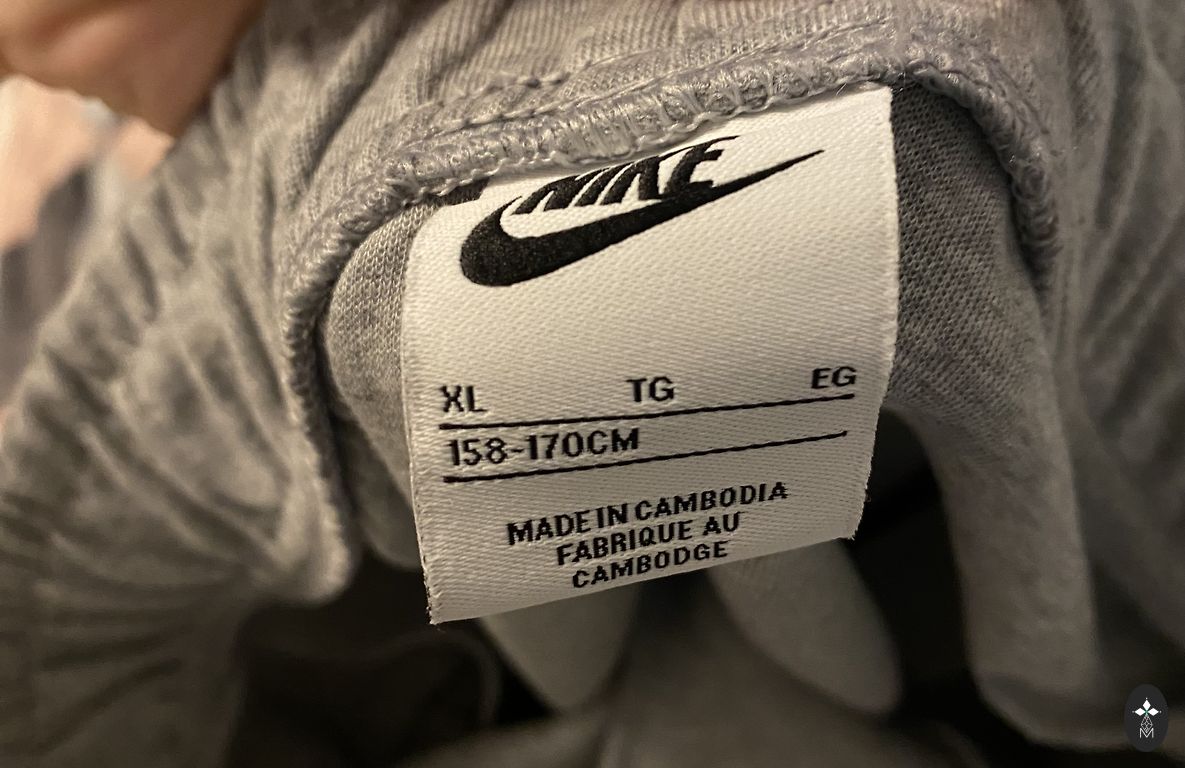 NIKE
XL TG EG
158-170CM
MADE IN CAMBODIA
FABRIQUE AU
CAMBODGE
M